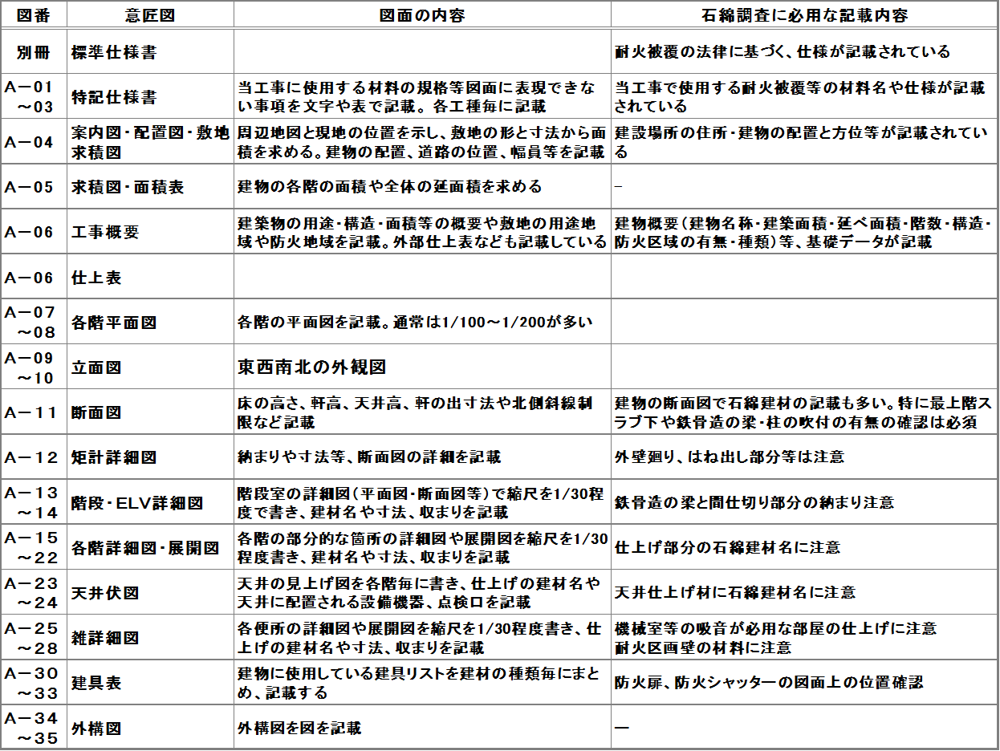 図番 意匠図 図面の内容 石綿調査に必用な記載内容
別冊 標準仕様書 耐火被覆の法律に基づく、仕様が記載されている
A－01
～03
特記仕様書
当工事に使用する材料の規格等図面に表現できな
い事項を文字や表で記載。各工種毎に記載
当工事で使用する耐火被覆等の材料名や仕様が記載
されている
A－04
案内図・配置図・敷地
求積図
周辺地図と現地の位置を示し、敷地の形と寸法から面
積を求める。建物の配置、道路の位置、幅員等を記載
建設場所の住所・建物の配置と方位等が記載されてい
る
A－05 求積図・面積表 建物の各階の面積や全体の延面積を求める －
A－06 工事概要
建築物の用途・構造・面積等の概要や敷地の用途地
域や防火地域を記載。外部仕上表なども記載している
建物概要（建物名称・建築面積・延べ面積・階数・構造・
防火区域の有無・種類）等、基礎データが記載
A－06 仕上表
A－07
～08
各階平面図 各階の平面図を記載。通常は1/100～1/200が多い
A－09
～10
立面図 東西南北の外観図
A－11 断面図
床の高さ、軒高、天井高、軒の出寸法や北側斜線制
限など記載
建物の断面図で石綿建材の記載も多い。特に最上階ス
ラブ下や鉄骨造の梁・柱の吹付の有無の確認は必須
A－12 矩計詳細図 納まりや寸法等、断面図の詳細を記載 外壁廻り、はね出し部分等は注意
A－13
～14
階段・ELV詳細図
階段室の詳細図（平面図・断面図等）で縮尺を1/30程
度で書き、建材名や寸法、収まりを記載
鉄骨造の梁と間仕切り部分の納まり注意
A－15
～22
各階詳細図・展開図
各階の部分的な箇所の詳細図や展開図を縮尺を1/30
程度書き、建材名や寸法、収まりを記載
仕上げ部分の石綿建材名に注意
A－23
～24
天井伏図
天井の見上げ図を各階毎に書き、仕上げの建材名や
天井に配置される設備機器、点検口を記載
天井仕上げ材に石綿建材名に注意
A－25
～28
雑詳細図
各便所の詳細図や展開図を縮尺を1/30程度書き、仕
上げの建材名や寸法、収まりを記載
機械室等の吸音が必用な部屋の仕上げに注意
耐火区画壁の材料に注意
A－30
～33
建具表
建物に使用している建具リストを建材の種類毎にまと
め、記載する
防火扉、防火シャッターの図面上の位置確認
A－34
～35
外構図 外構図を図を記載 ―